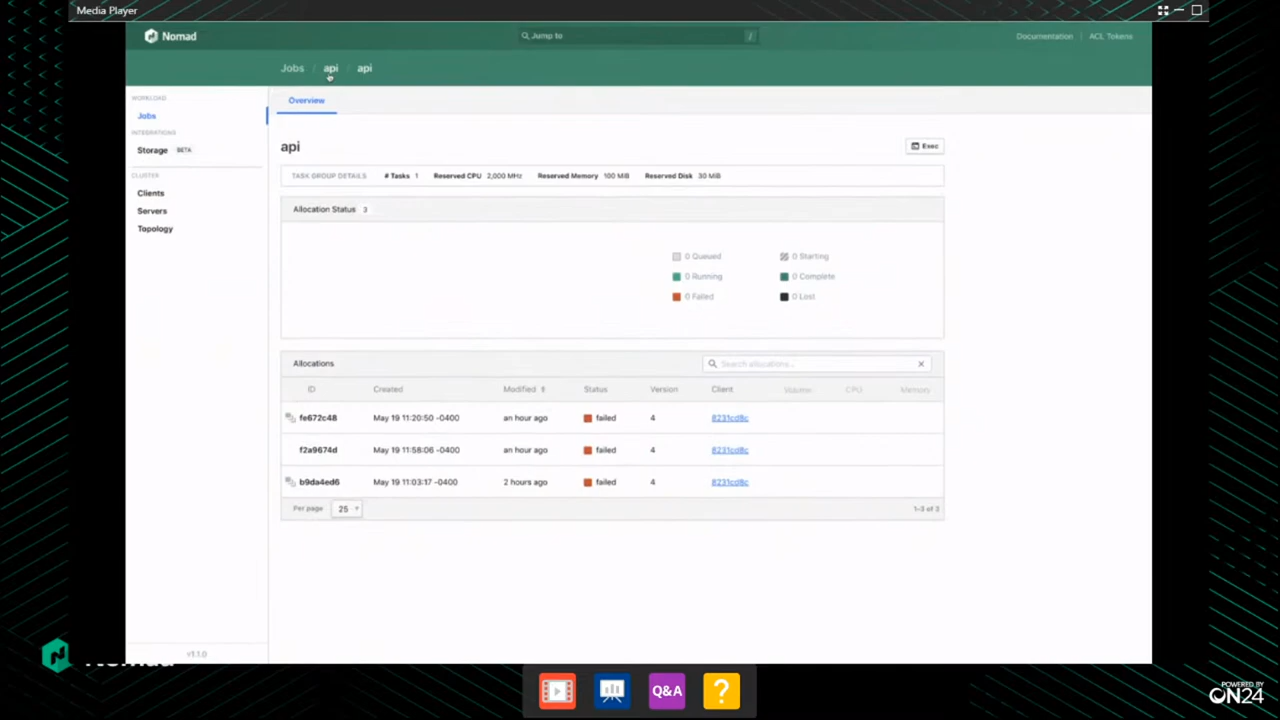 Media Player
Nomad
Jump to
/
Documentation
ACL Tokens
Jobs / api / api
WORKLOAD
Jobs
INTEGRATIONS
Storage BETA
CLUSTER
Clients
Servers
Topology
v1.1.0
Overview
api
Exec
TASK GROUP DETAILS # Tasks 1 Reserved CPU 2,000 MHz Reserved Memory 100 MiB Reserved Disk 30 MiB
Allocation Status 3
0 Queued 0 Starting
0 Running 0 Complete
0 Failed 0 Lost
Allocations
Search allocations...
ID Created Modified Status Version Client Volume CPU Memory
fe672c48 May 19 11:20:50 -0400 an hour ago failed 4 8231cd8c
f2a9674d May 19 11:58:06 -0400 an hour ago failed 4 8231cd8c
b9da4ed6 May 19 11:03:17 -0400 2 hours ago failed 4 8231cd8c
Per page 25 1-3 of 3
Nomad
Q&A
?
POWERED BY
ON24